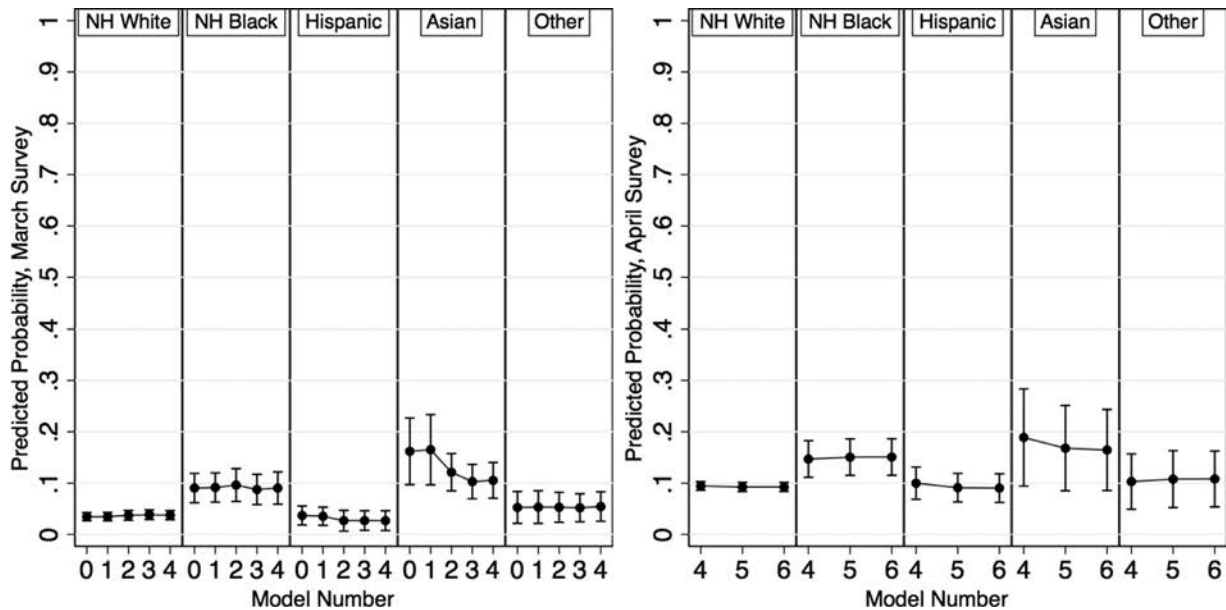 NH White NH Black Hispanic Asian Other
Predicted Probability, March Survey
1
.9
.8
.7
.6
.5
.4
.3
.2
.1
0
0 1 2 3 4 0 1 2 3 4 0 1 2 3 4 0 1 2 3 4 0 1 2 3 4
Model Number
NH White NH Black Hispanic Asian Other
Predicted Probability, April Survey
1
.9
.8
.7
.6
.5
.4
.3
.2
.1
0
4 5 6 4 5 6 4 5 6 4 5 6 4 5 6
Model Number